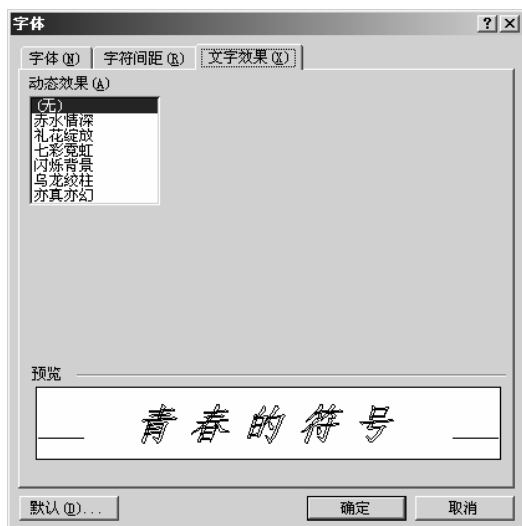 字体
字体(N) 字符间距(R) 文字效果(X)
动态效果(A)
(无)
赤水情深
礼花绽放
七彩霓虹
闪烁背景
乌龙绞柱
亦真亦幻
预览
青春的符号
默认(D)... 确定 取消